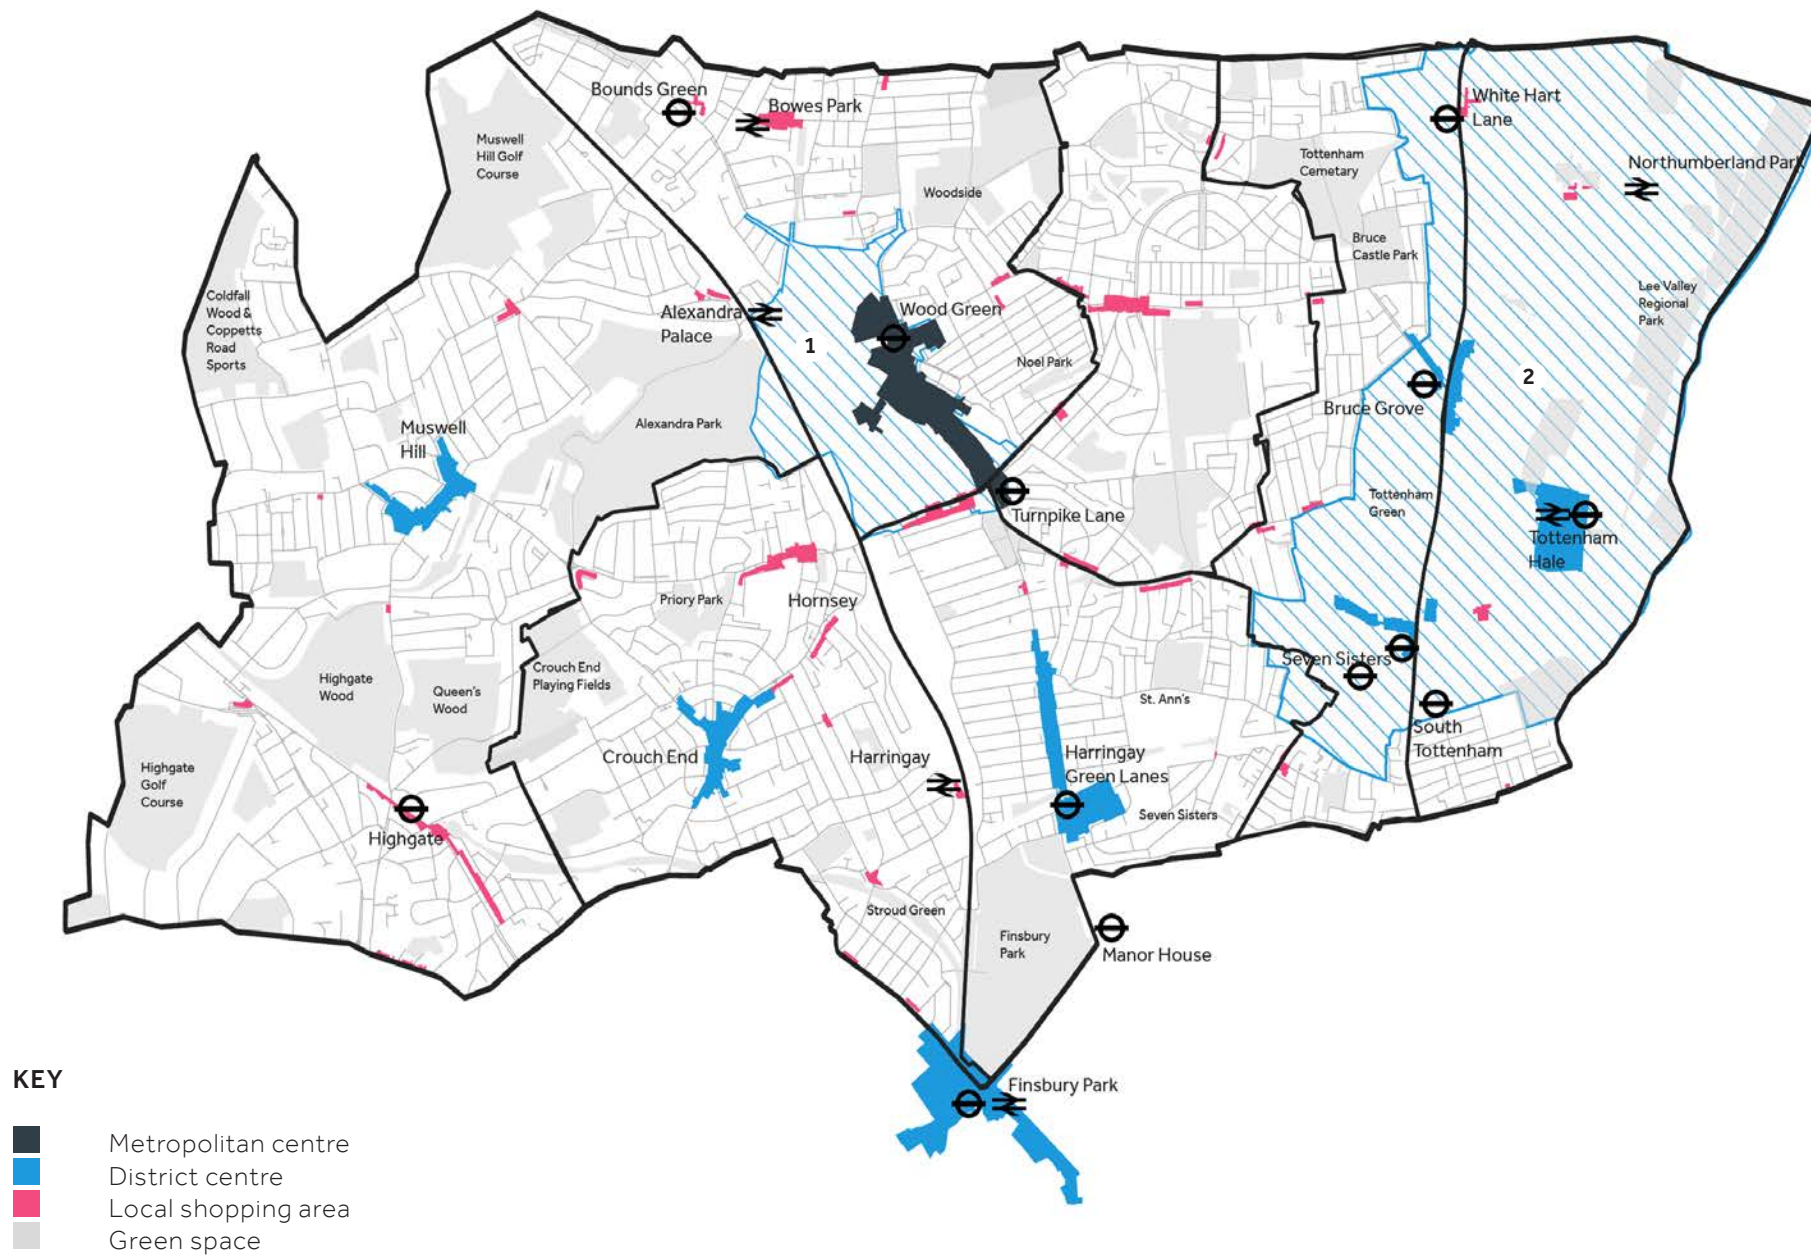 Bounds Green
Bowes Park
White Hart
Lane
Muswell
Hill Golf
Course
Tottenham
Cemetary
Northumberland Park
Woodside
Bruce
Castle Park
Coldfall
Wood &
Coppetts
Road
Sports
Lee Valley
Regional
Park
Alexandra
Palace
Wood Green
1
Noel Park
2
Bruce Grove
Alexandra Park
Muswell
Hill
Tottenham
Green
Turnpike Lane
Tottenham
Hale
Priory Park
Hornsey
Seven Sisters
Crouch End
Playing Fields
Highgate
Wood
Queen's
Wood
St. Ann's
South
Tottenham
Crouch End
Harringay
Harringay
Green Lanes
Highgate
Golf
Course
Seven Sisters
Highgate
Stroud Green
Finsbury
Park
Manor House
Finsbury Park
KEY
Metropolitan centre
District centre
Local shopping area
Green space